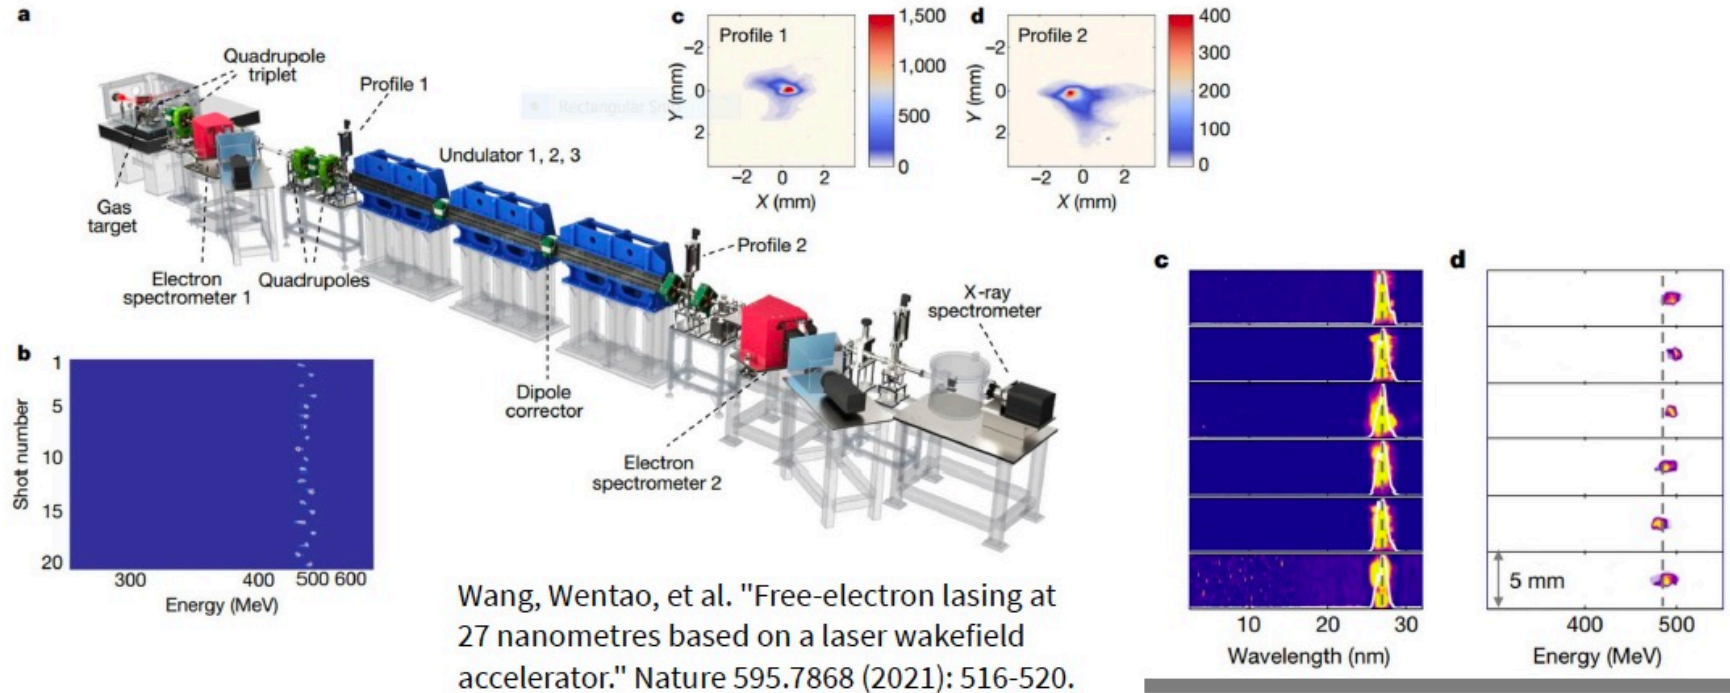 a
Quadrupole
triplet
Profile 1
Undulator 1, 2, 3
Gas
target
Electron
spectrometer 1
Quadrupoles
Profile 2
X-ray
spectrometer
Dipole
corrector
Electron
spectrometer 2
b
1
5
10
15
20
Shot number
300 400 500 600
Energy (MeV)
c
Profile 1
−2
0
2
Y (mm)
−2 0 2
X (mm)
1,500
1,000
500
0
d
Profile 2
−2
0
2
Y (mm)
−2 0 2
X (mm)
400
300
200
100
0
Wang, Wentao, et al. "Free-electron lasing at
27 nanometres based on a laser wakefield
accelerator." Nature 595.7868 (2021): 516-520.
c
10 20 30
Wavelength (nm)
d
5 mm
400 500
Energy (MeV)